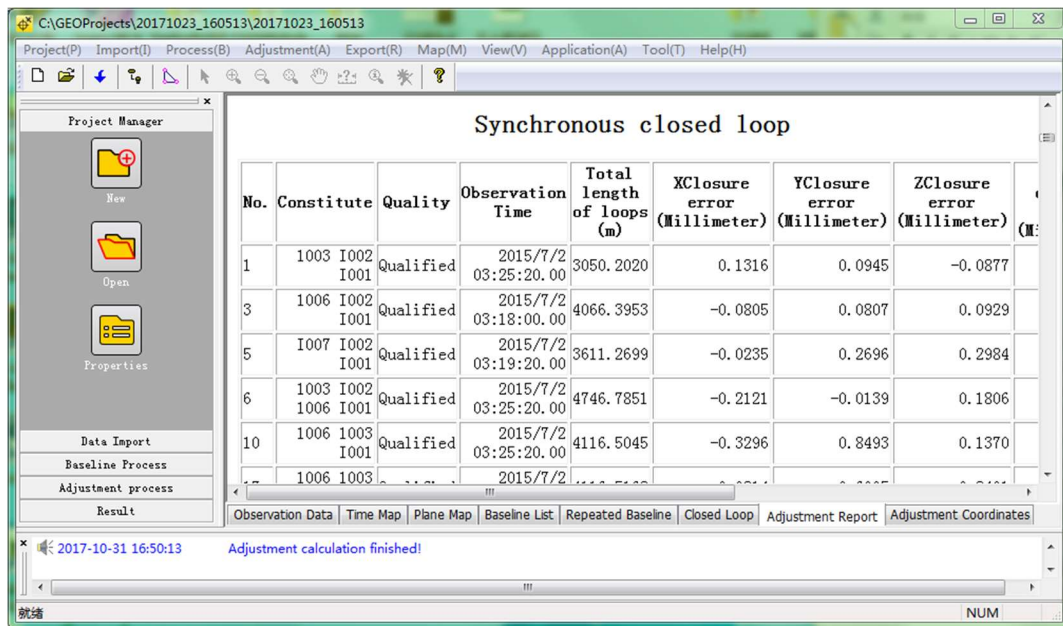 C:\GEOProjects\20171023_160513\20171023_160513
Project(P) Import(I) Process(B) Adjustment(A) Export(R) Map(M) View(V) Application(A) Tool(T) Help(H)
Project Manager
New
Open
Properties
Data Import
Baseline Process
Adjustment process
Result
Synchronous closed loop
No. Constitute Quality Observation Time Total length of loops (m) XClosure error (Millimeter) YClosure error (Millimeter) ZClosure error (Millimeter)
1 1003 I002 I001 Qualified 2015/7/2 03:25:20.00 3050.2020 0.1316 0.0945 -0.0877
3 1006 I002 I001 Qualified 2015/7/2 03:18:00.00 4066.3953 -0.0805 0.0807 0.0929
5 I007 I002 I001 Qualified 2015/7/2 03:19:20.00 3611.2699 -0.0235 0.2696 0.2984
6 1003 I002 1006 I001 Qualified 2015/7/2 03:25:20.00 4746.7851 -0.2121 -0.0139 0.1806
10 1006 1003 I001 Qualified 2015/7/2 03:25:20.00 4116.5045 -0.3296 0.8493 0.1370
1006 1003 2015/7/2
Observation Data Time Map Plane Map Baseline List Repeated Baseline Closed Loop Adjustment Report Adjustment Coordinates
2017-10-31 16:50:13 Adjustment calculation finished!
就绪 NUM